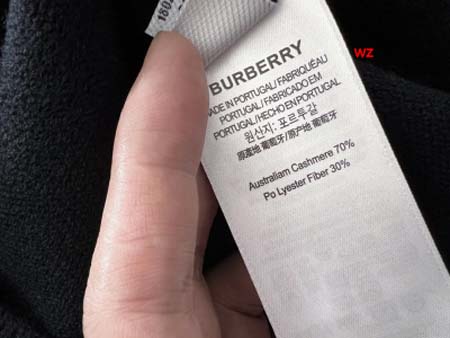 1802
WZ
BURBERRY
MADE IN PORTUGAL/FABRIQUÉ AU
PORTUGAL/FABRICADO EM
PORTUGAL/HECHO EN PORTUGAL
원산지: 포르투갈
原產地 葡萄牙/原产地 葡萄牙
Australiam Cashmere 70%
Po Lyester Fiber 30%